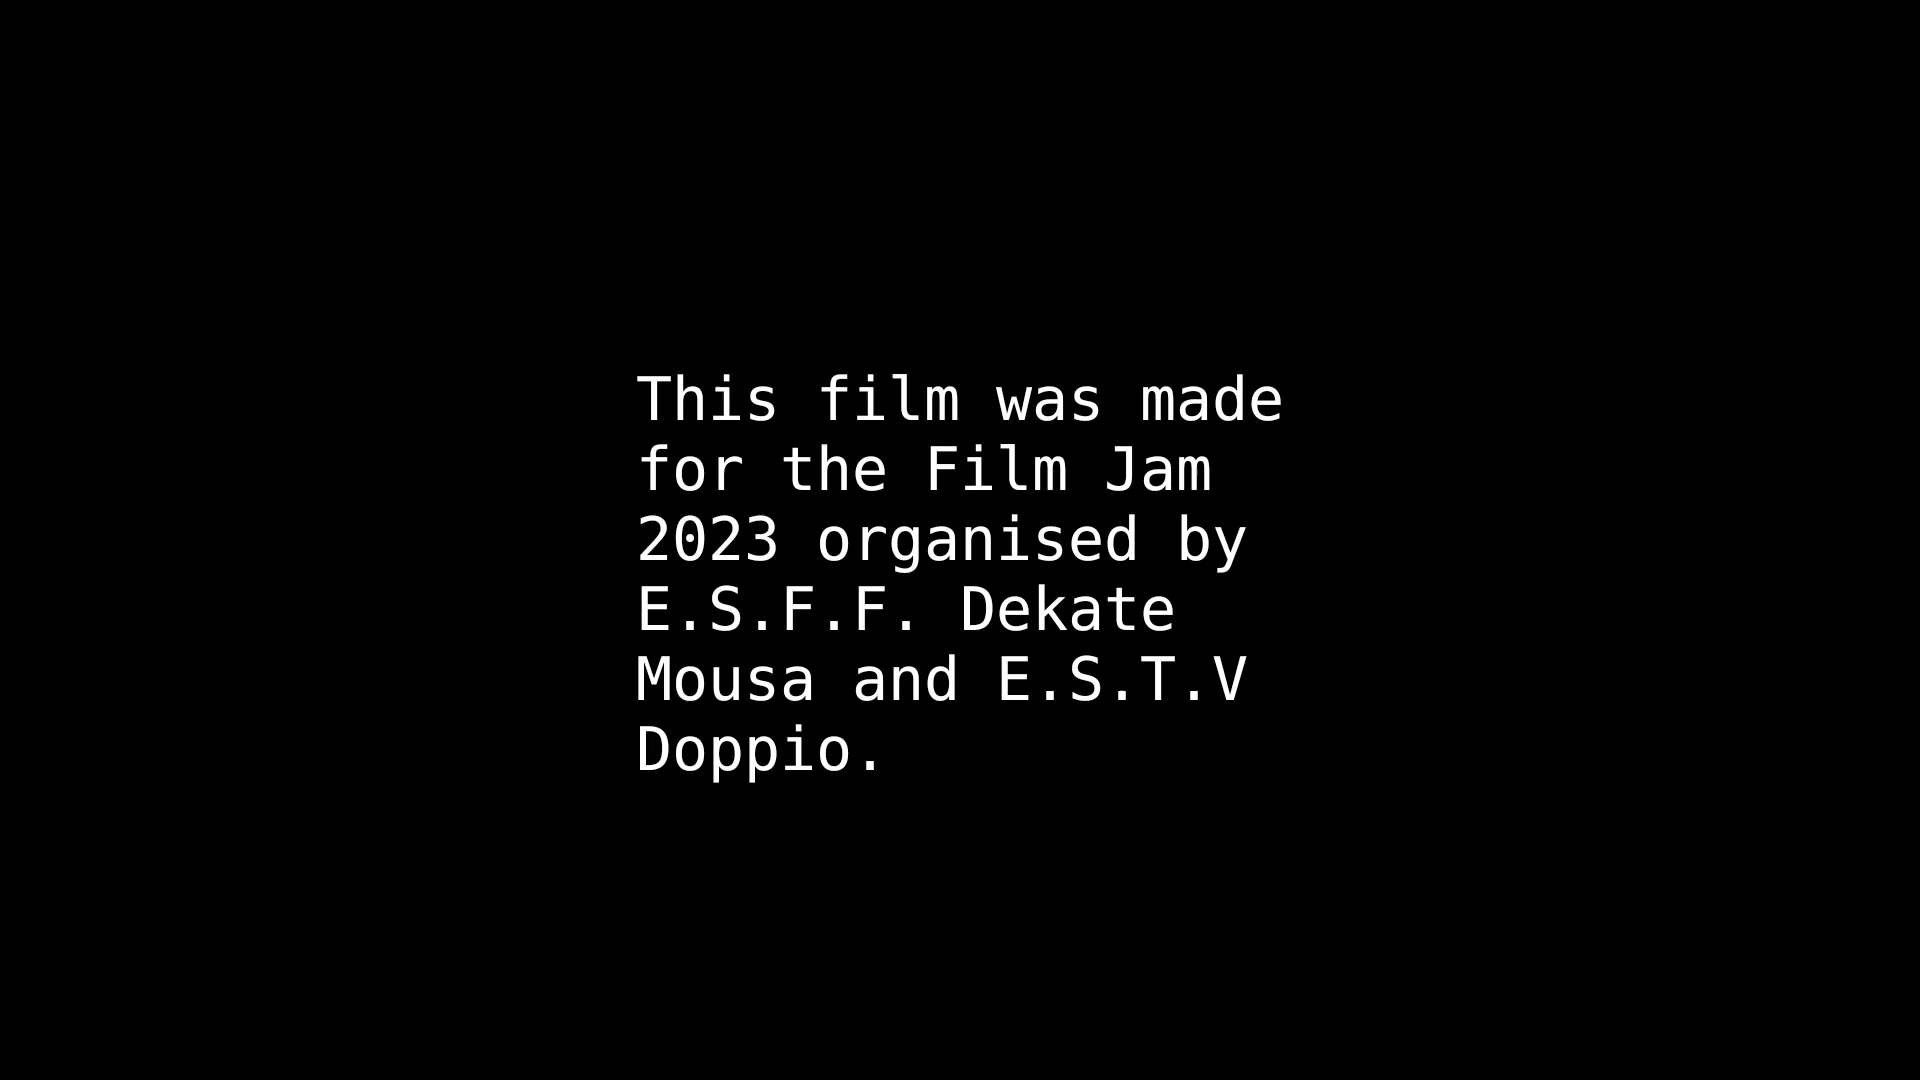 This film was made
for the Film Jam
2023 organised by
E.S.F.F. Dekate
Mousa and E.S.T.V
Doppio.